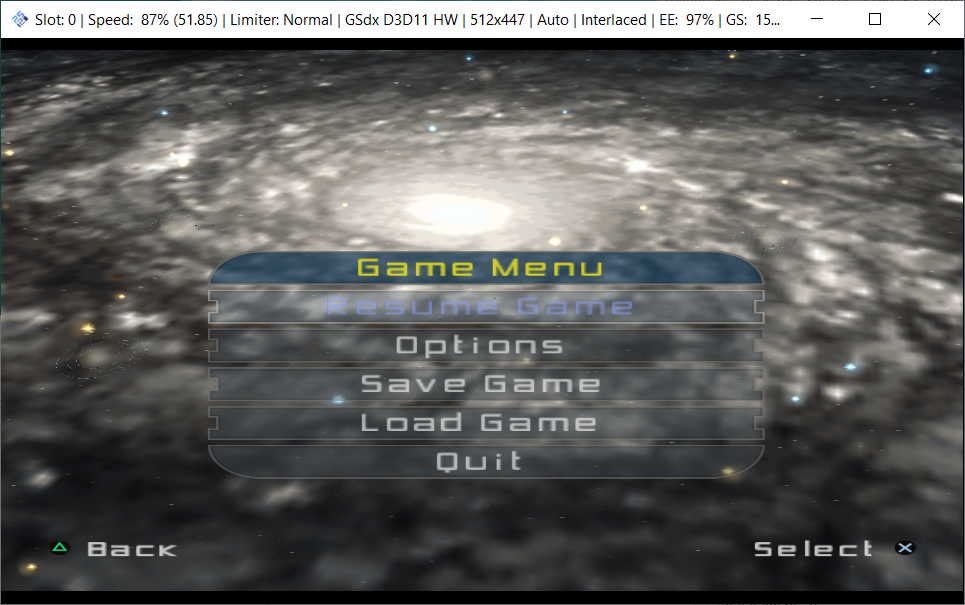 Slot: 0 | Speed: 87% (51.85) | Limiter: Normal | GSdx D3D11 HW | 512x447 | Auto | Interlaced | EE: 97% | GS: 15...
Game Menu
Resume Game
Options
Save Game
Load Game
Quit
Back Select